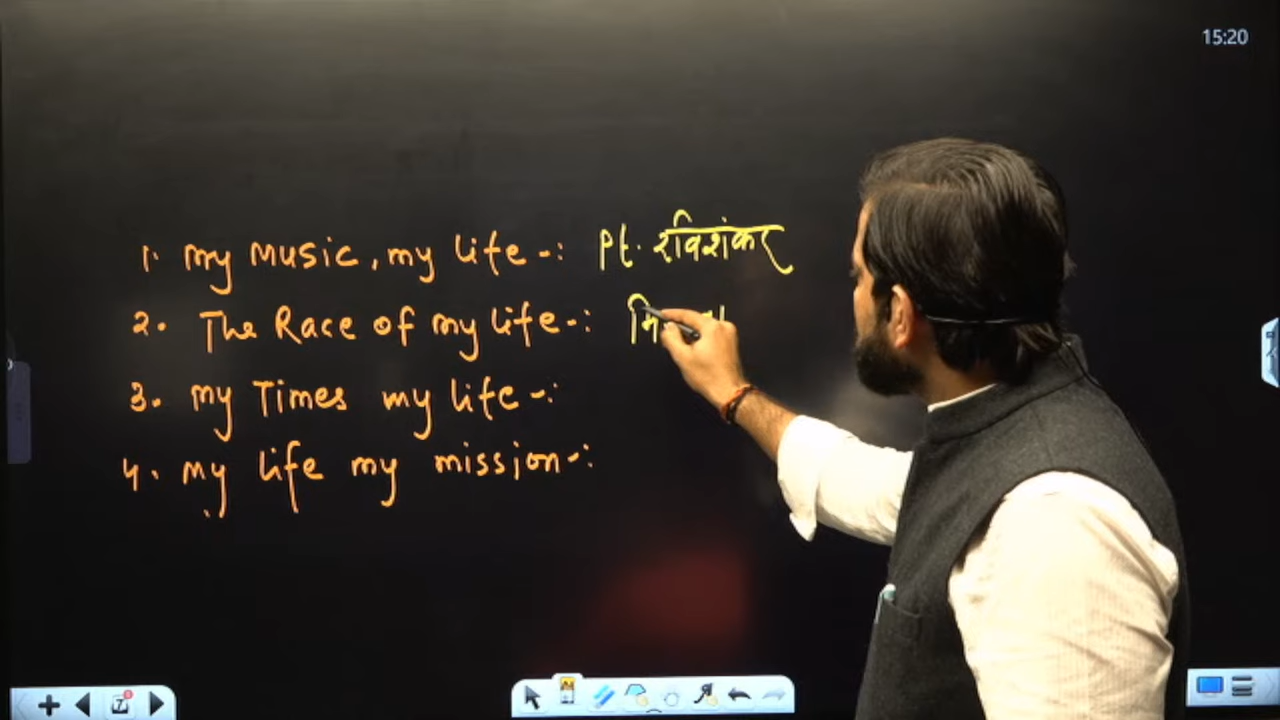 15:20
1. my Music, my life -: Pt. रविशंकर
2. The Race of my life -:
3. my Times my life -:
4. my life my mission -: